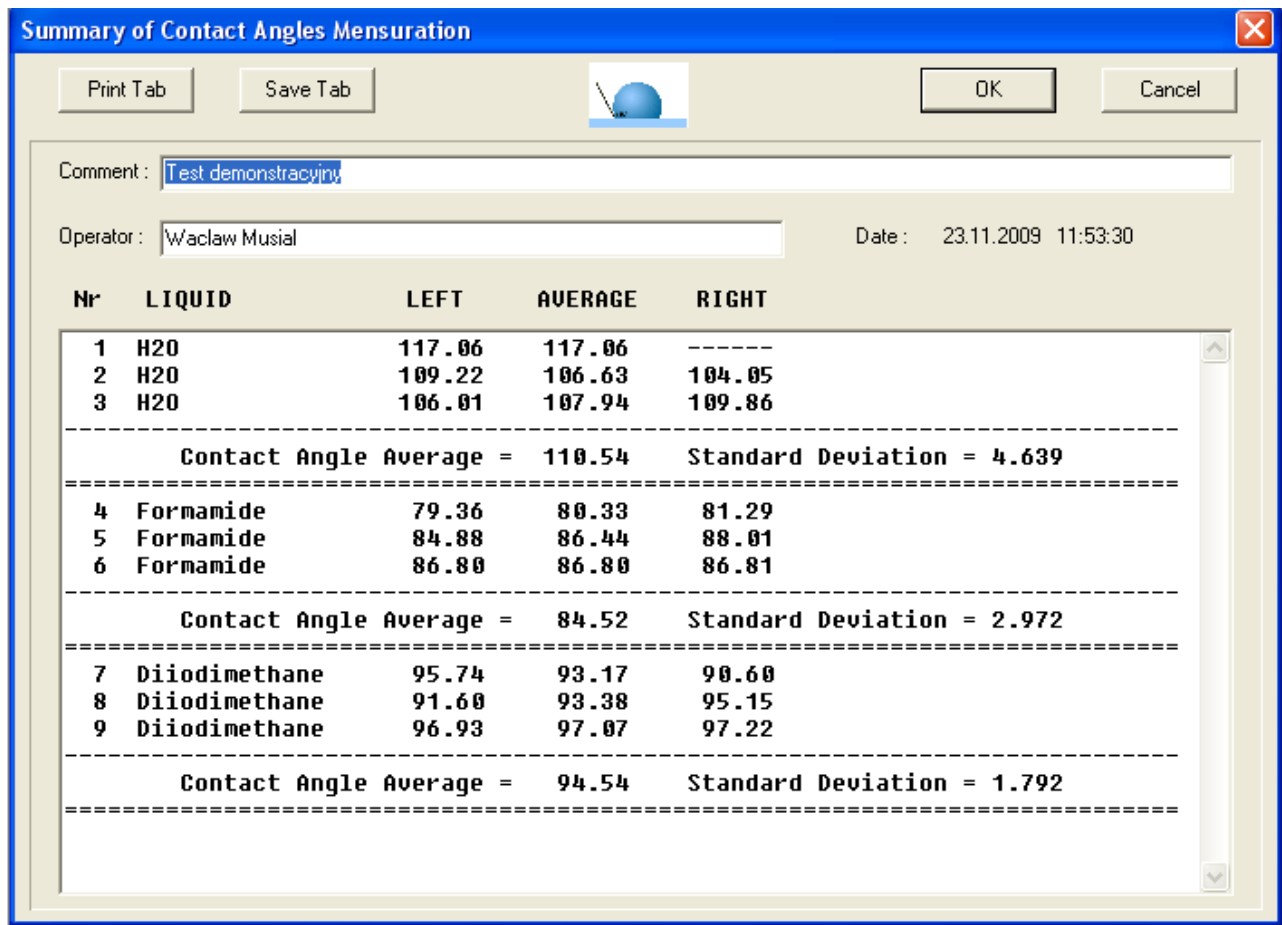 Summary of Contact Angles Mensuration
Print Tab Save Tab OK Cancel
Comment : Test demonstracyjny
Operator : Waclaw Musial Date : 23.11.2009 11:53:30
Nr LIQUID LEFT AVERAGE RIGHT
1 H2O 117.06 117.06 ------
2 H2O 109.22 106.63 104.05
3 H2O 106.01 107.94 109.86
Contact Angle Average = 110.54 Standard Deviation = 4.639
4 Formamide 79.36 80.33 81.29
5 Formamide 84.88 86.44 88.01
6 Formamide 86.80 86.80 86.81
Contact Angle Average = 84.52 Standard Deviation = 2.972
7 Diiodimethane 95.74 93.17 90.60
8 Diiodimethane 91.60 93.38 95.15
9 Diiodimethane 96.93 97.07 97.22
Contact Angle Average = 94.54 Standard Deviation = 1.792